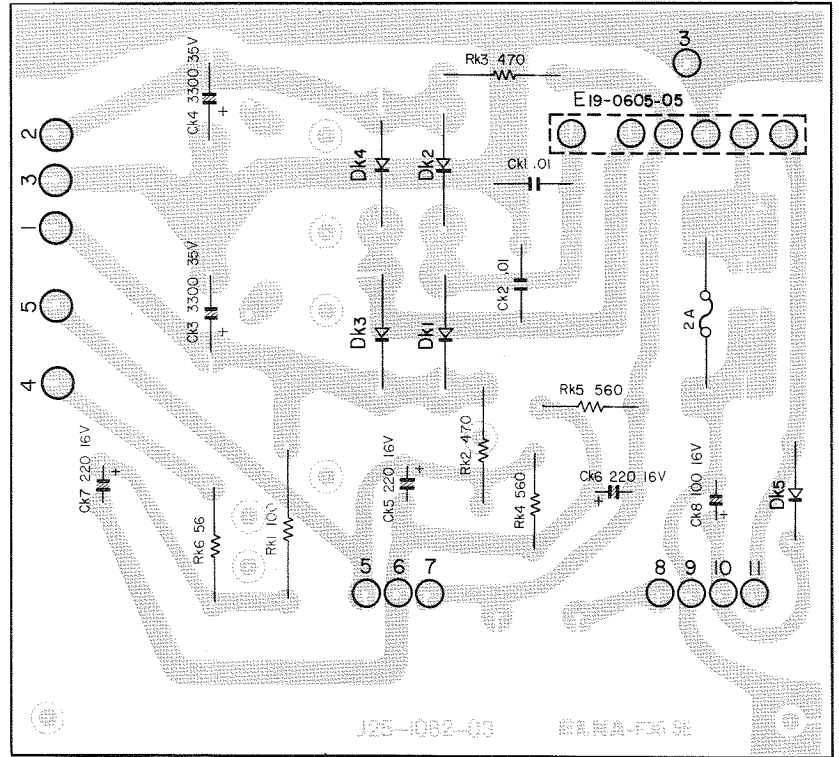 3
Rk3 470
Ck4 3300 35V
+
E19-0605-05
2
Dk4
Dk2
Ck1 .01
3
1
Ck3 3300 35V
+
Ck2 .01
5
Dk3
Dk1
2A
4
Rk5 560
Rk2 470
Ck7 220 16V
+
Ck5 220 16V
+
Rk4 560
Ck6 220 16V
+
Ck8 100 16V
+
Dk5
Rk6 56
Rk1 100
5
6
7
8
9
10
11
J25-1082-03